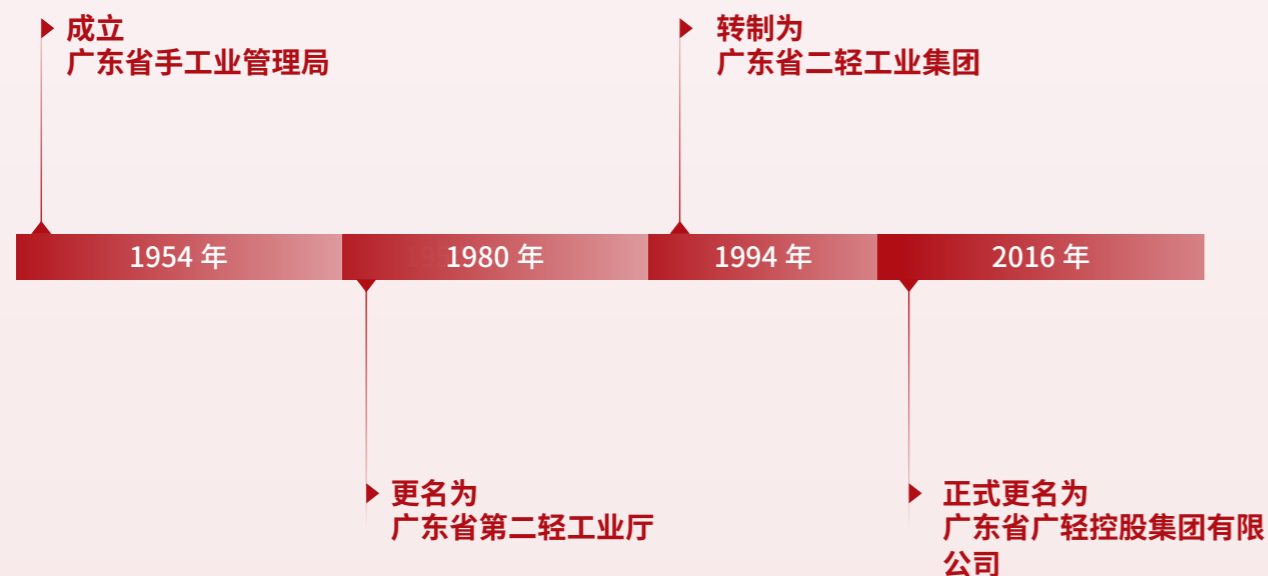 成立
广东省手工业管理局
转制为
广东省二轻工业集团
1954 年
1980 年
1994 年
2016 年
更名为
广东省第二轻工业厅
正式更名为
广东省广轻控股集团有限
公司